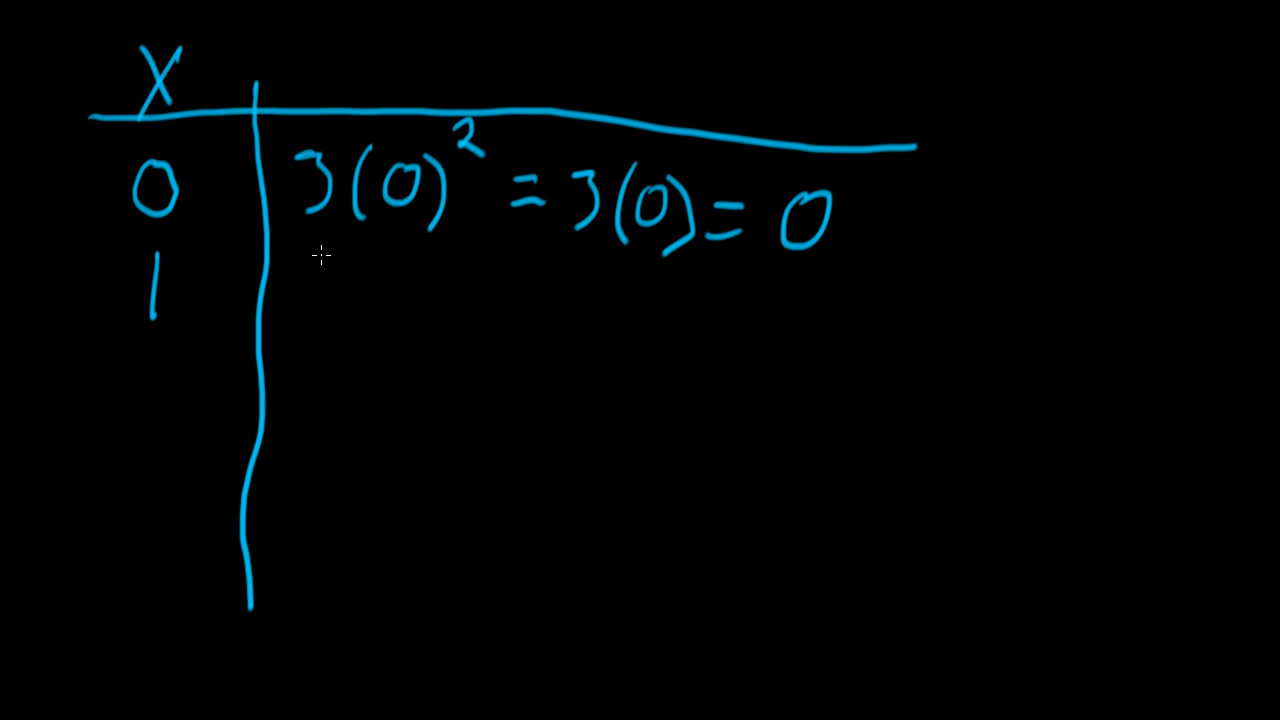 X
0 3(0)² = 3(0) = 0
1